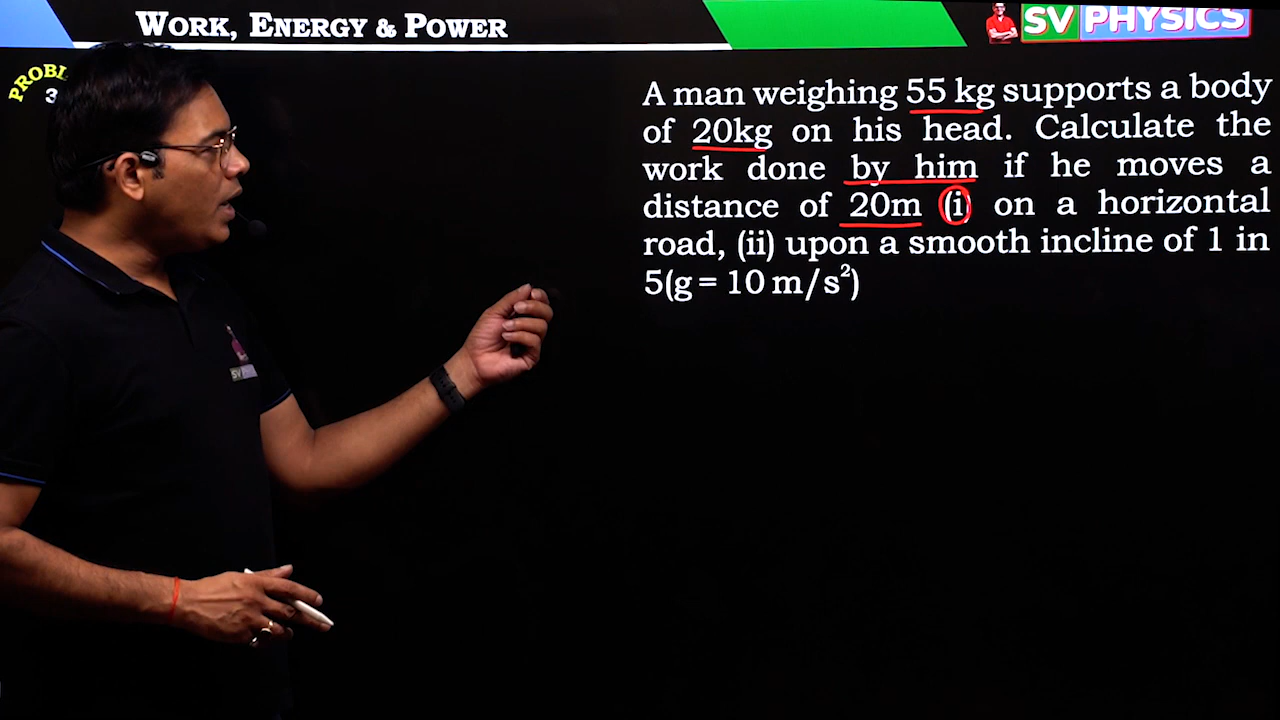 WORK, ENERGY & POWER
SV PHYSICS
3
A man weighing 55 kg supports a body
of 20kg on his head. Calculate the
work done by him if he moves a
distance of 20m (i) on a horizontal
road, (ii) upon a smooth incline of 1 in
5(g = 10 m/s²)
SV